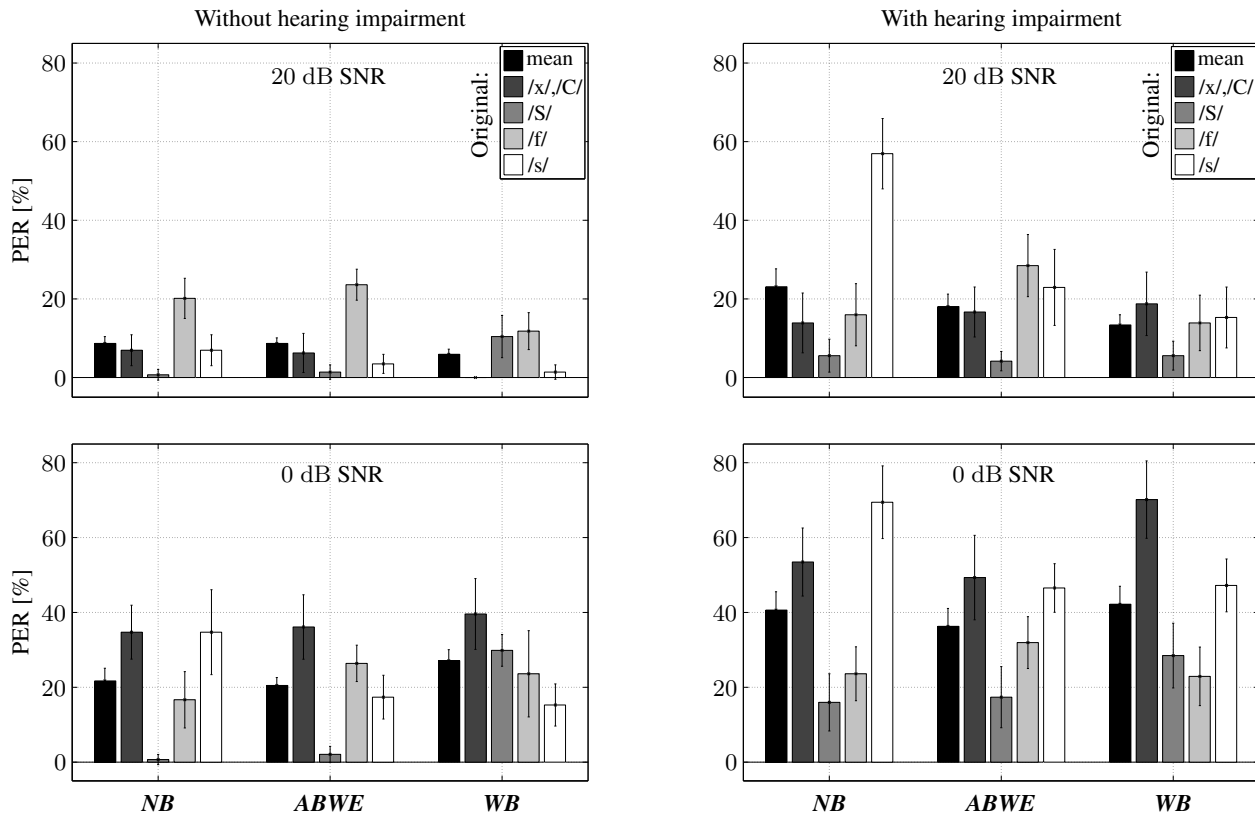 Without hearing impairment
20 dB SNR
Original:
mean
/x/,/C/
/S/
/f/
/s/
PER [%]
80
60
40
20
0
With hearing impairment
20 dB SNR
Original:
mean
/x/,/C/
/S/
/f/
/s/
80
60
40
20
0
0 dB SNR
PER [%]
80
60
40
20
0
NB ABWE WB
0 dB SNR
PER [%]
80
60
40
20
0
NB ABWE WB